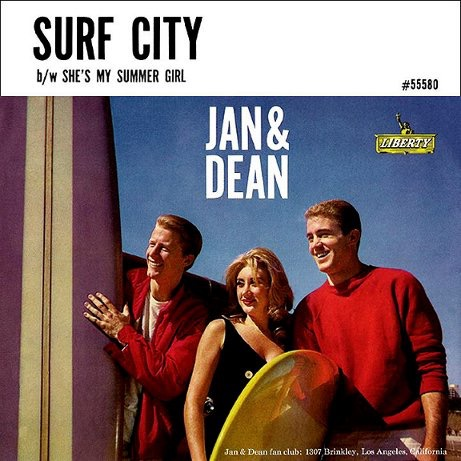 SURF CITY
b/w SHE'S MY SUMMER GIRL
#55580
JAN &
DEAN
LIBERTY
Jan & Dean fan club: 1307 Brinkley, Los Angeles, California